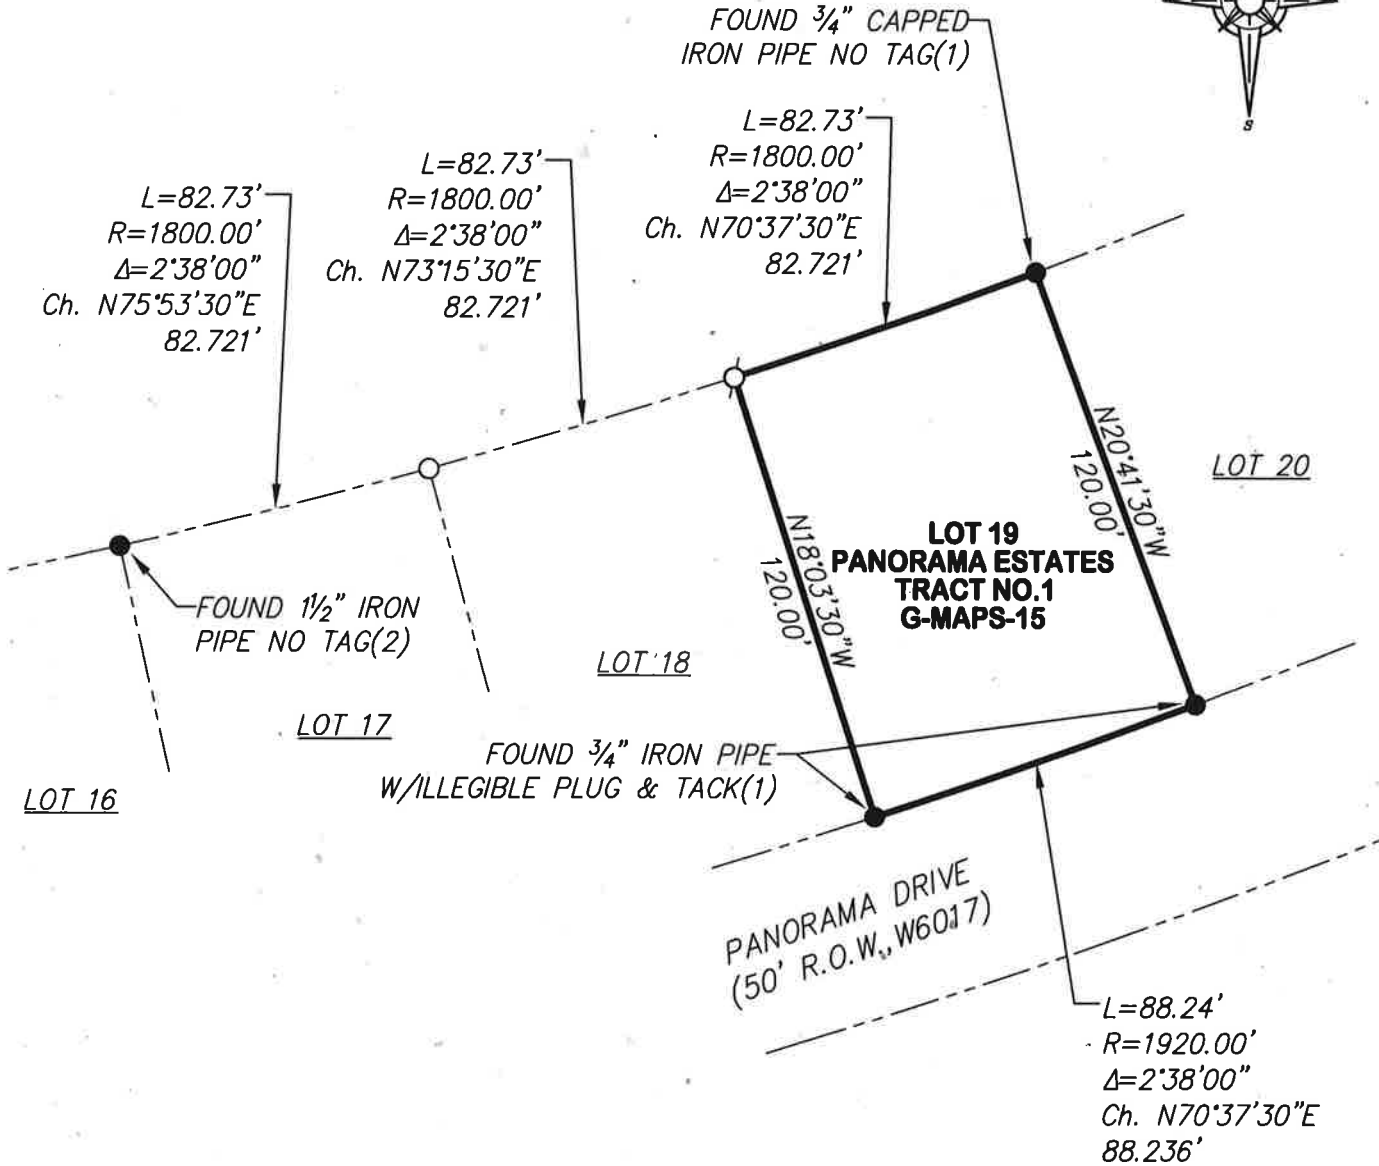 FOUND ¾" CAPPED
IRON PIPE NO TAG(1)
S
L=82.73'
R=1800.00'
Δ=2°38'00"
Ch. N70°37'30"E
82.721'
L=82.73'
R=1800.00'
Δ=2°38'00"
Ch. N73°15'30"E
82.721'
L=82.73'
R=1800.00'
Δ=2°38'00"
Ch. N75°53'30"E
82.721'
N20°41'30"W
120.00'
LOT 20
LOT 19
PANORAMA ESTATES
TRACT NO.1
G-MAPS-15
N18°03'30"W
120.00'
FOUND 1½" IRON
PIPE NO TAG(2)
LOT 18
LOT 17
LOT 16
FOUND ¾" IRON PIPE
W/ILLEGIBLE PLUG & TACK(1)
PANORAMA DRIVE
(50' R.O.W., W6017)
L=88.24'
R=1920.00'
Δ=2°38'00"
Ch. N70°37'30"E
88.236'